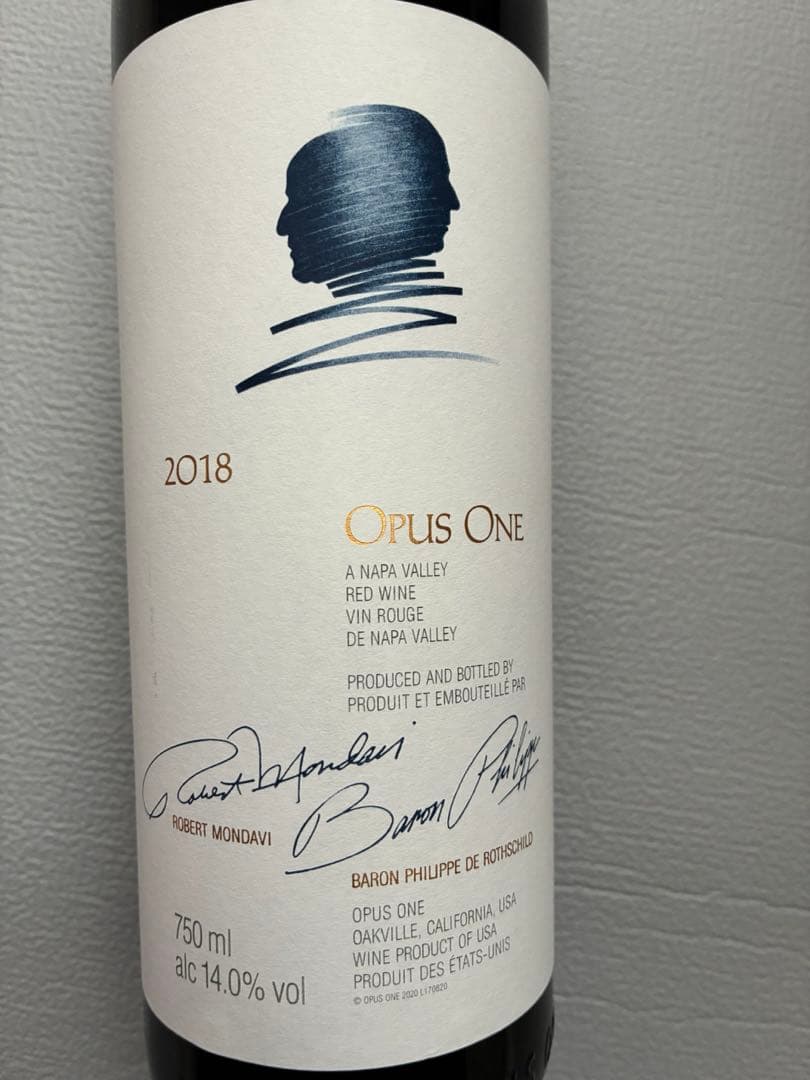 2018
OPUS ONE
A NAPA VALLEY
RED WINE
VIN ROUGE
DE NAPA VALLEY
PRODUCED AND BOTTLED BY
PRODUIT ET EMBOUTEILLÉ PAR
Robert Mondavi
Baron Philippe
ROBERT MONDAVI
BARON PHILIPPE DE ROTHSCHILD
750 ml
alc 14.0% vol
OPUS ONE
OAKVILLE, CALIFORNIA, USA
WINE PRODUCT OF USA
PRODUIT DES ÉTATS-UNIS
© OPUS ONE 2020 L170820